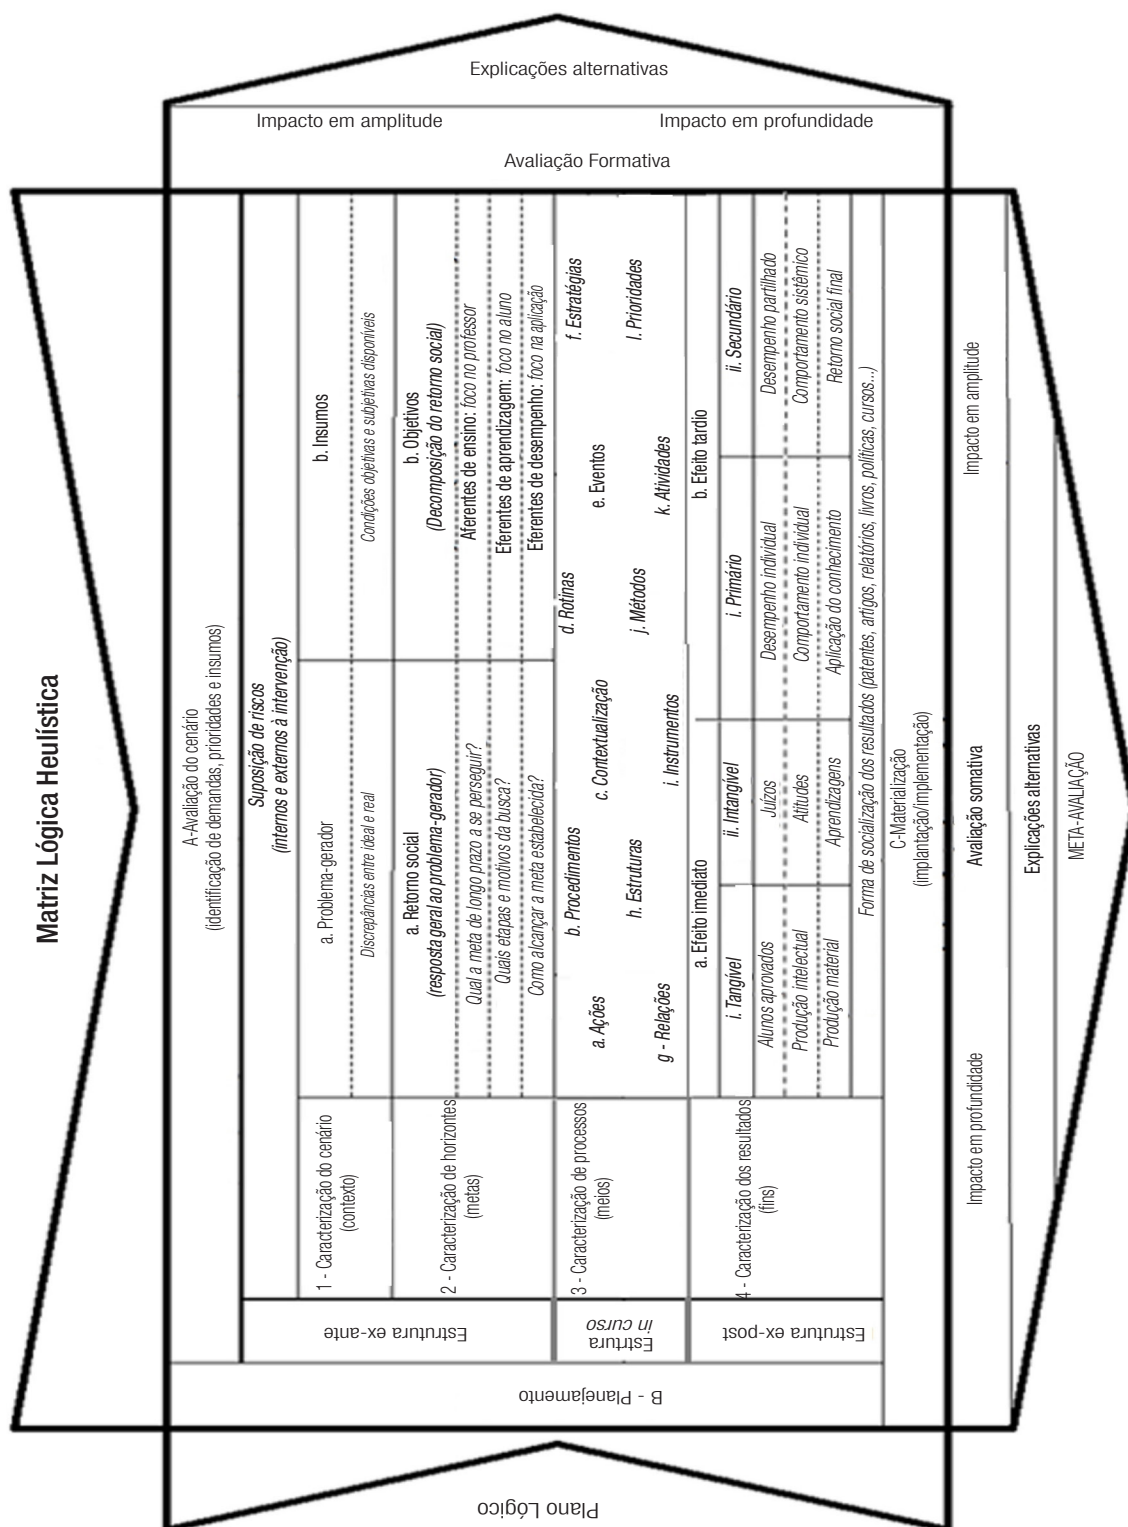 Matriz Lógica Heulística
A-Avaliação do cenário
(identificação de demandas, prioridades e insumos)
Suposição de riscos
(internos e externos à intervenção)
Plano Lógico
B - Planejamento
Estrutura ex-ante
1 - Caracterização do cenário
(contexto)
a. Problema-gerador
b. Insumos
Discrepâncias entre ideal e real
Condições objetivas e subjetivas disponíveis
2 - Caracterização de horizontes
(metas)
a. Retorno social
(resposta geral ao problema-gerador)
b. Objetivos
(Decomposição do retorno social)
Qual a meta de longo prazo a se perseguir?
Aferentes de ensino: foco no professor
Quais etapas e motivos da busca?
Eferentes de aprendizagem: foco no aluno
Como alcançar a meta estabelecida?
Eferentes de desempenho: foco na aplicação
Estrtura
in curso
3 - Caracterização de processos
(meios)
a. Ações
b. Procedimentos
c. Contextualização
d. Rotinas
e. Eventos
f. Estratégias
g - Relações
h. Estruturas
i. Instrumentos
j. Métodos
k. Atividades
l. Prioridades
Estrutura ex-post
4 - Caracterização dos resultados
(fins)
a. Efeito imediato
b. Efeito tardio
i. Tangível
ii. Intangível
i. Primário
ii. Secundário
Alunos aprovados
Juízos
Desempenho individual
Desempenho partilhado
Produção intelectual
Atitudes
Comportamento individual
Comportamento sistêmico
Produção material
Aprendizagens
Aplicação do conhecimento
Retorno social final
Forma de socialização dos resultados (patentes, artigos, relatórios, livros, políticas, cursos...)
C-Materialização
(implantação/implementação)
Impacto em profundidade
Avaliação somativa
Impacto em amplitude
Explicações alternativas
META-AVALIAÇÃO
Avaliação Formativa
Impacto em amplitude
Impacto em profundidade
Explicações alternativas